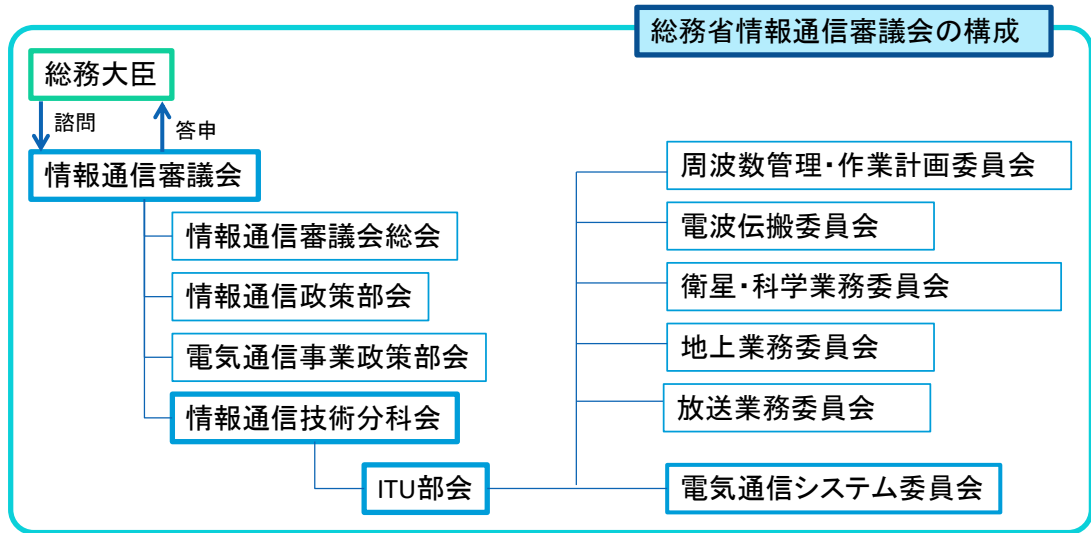 総務省情報通信審議会の構成
総務大臣
諮問
答申
情報通信審議会
情報通信審議会総会
情報通信政策部会
電気通信事業政策部会
情報通信技術分科会
ITU部会
周波数管理・作業計画委員会
電波伝搬委員会
衛星・科学業務委員会
地上業務委員会
放送業務委員会
電気通信システム委員会